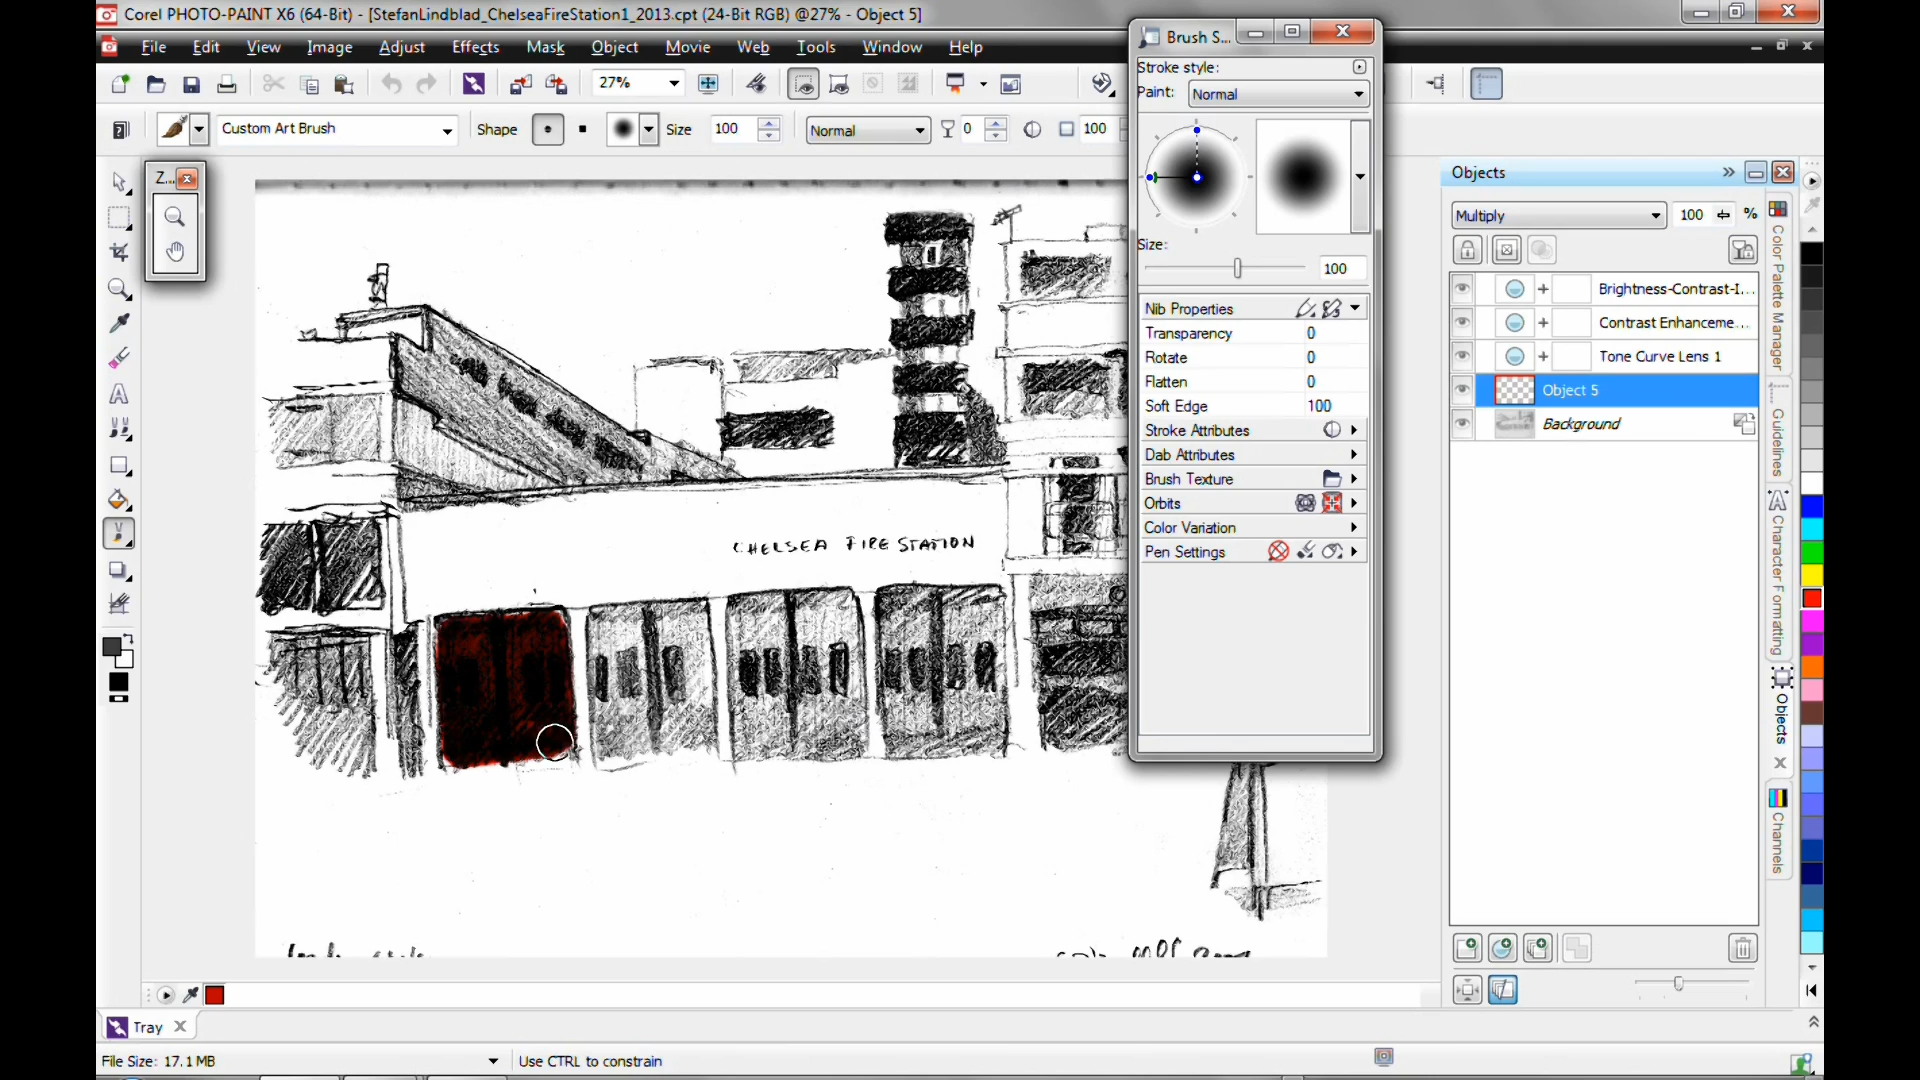 Corel PHOTO-PAINT X6 (64-Bit) - [StefanLindblad_ChelseaFireStation1_2013.cpt (24-Bit RGB) @27% - Object 5]
File Edit View Image Adjust Effects Mask Object Movie Web Tools Window Help
27%
Custom Art Brush Shape Size 100 Normal 0 100
Z...
Brush S...
Stroke style:
Paint: Normal
Size:
100
Nib Properties
Transparency 0
Rotate 0
Flatten 0
Soft Edge 100
Stroke Attributes
Dab Attributes
Brush Texture
Orbits
Color Variation
Pen Settings
CHELSEA FIRE STATION
Objects
Multiply 100 %
Brightness-Contrast-I...
Contrast Enhanceme...
Tone Curve Lens 1
Object 5
Background
Color Palette Manager
Guidelines
Character Formatting
Objects
Channels
Tray
File Size: 17.1 MB Use CTRL to constrain